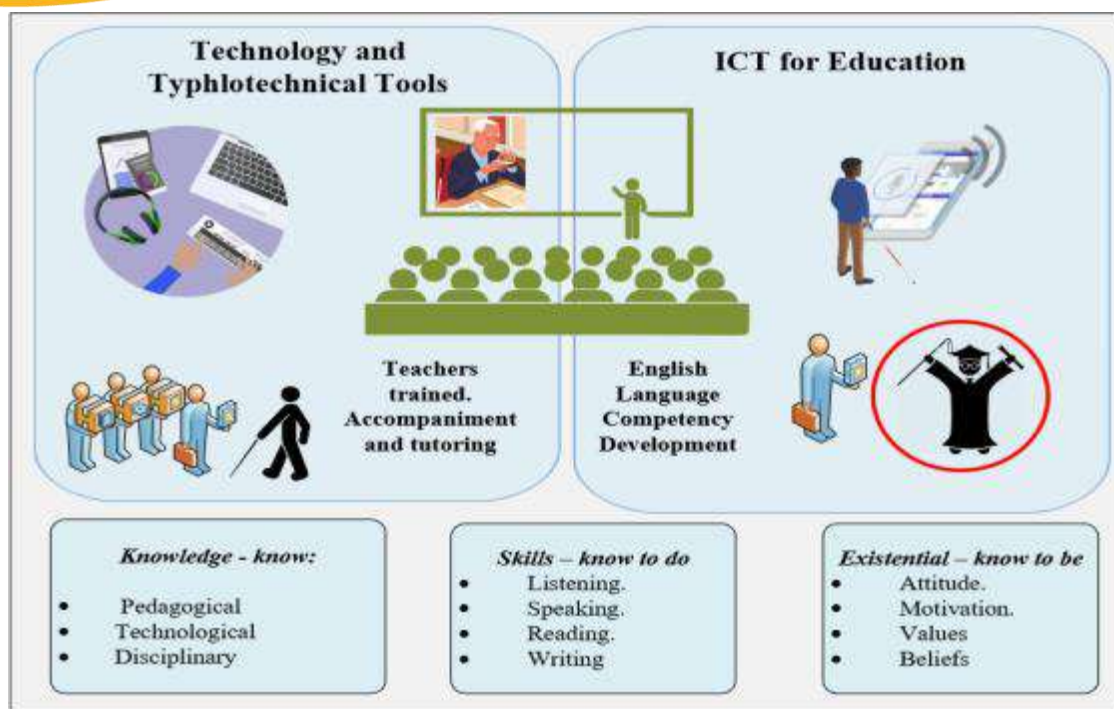 Technology and
Typhlotechnical Tools
ICT for Education
Teachers
trained.
Accompaniment
and tutoring
English
Language
Competency
Development
Knowledge - know:
• Pedagogical
• Technological
• Disciplinary
Skills – know to do
• Listening.
• Speaking.
• Reading.
• Writing
Existential – know to be
• Attitude.
• Motivation.
• Values
• Beliefs